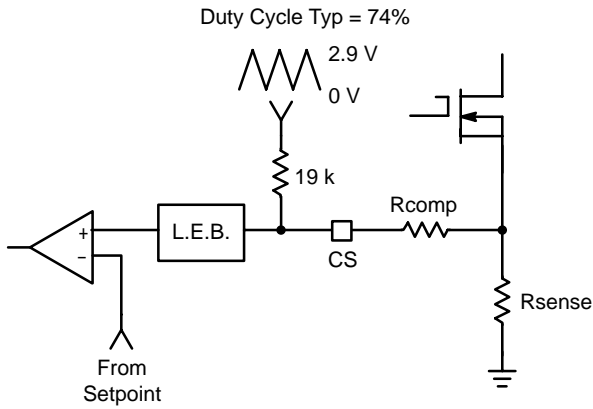 Duty Cycle Typ = 74%
2.9 V
0 V
19 k
Rcomp
L.E.B.
+
−
CS
Rsense
From
Setpoint